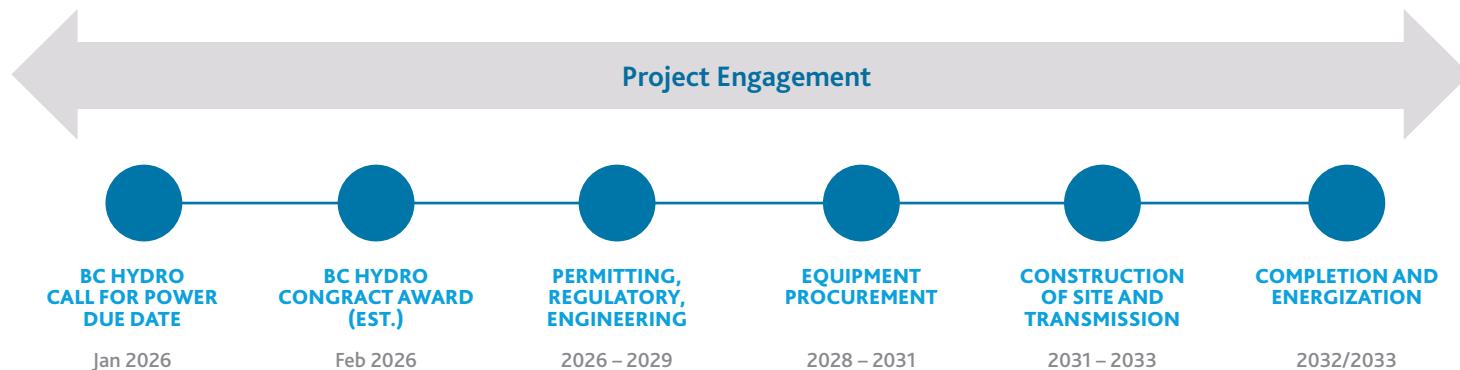 Project Engagement
BC HYDRO
CALL FOR POWER
DUE DATE
Jan 2026
BC HYDRO
CONGRACT AWARD
(EST.)
Feb 2026
PERMITTING,
REGULATORY,
ENGINEERING
2026 – 2029
EQUIPMENT
PROCUREMENT
2028 – 2031
CONSTRUCTION
OF SITE AND
TRANSMISSION
2031 – 2033
COMPLETION AND
ENERGIZATION
2032/2033